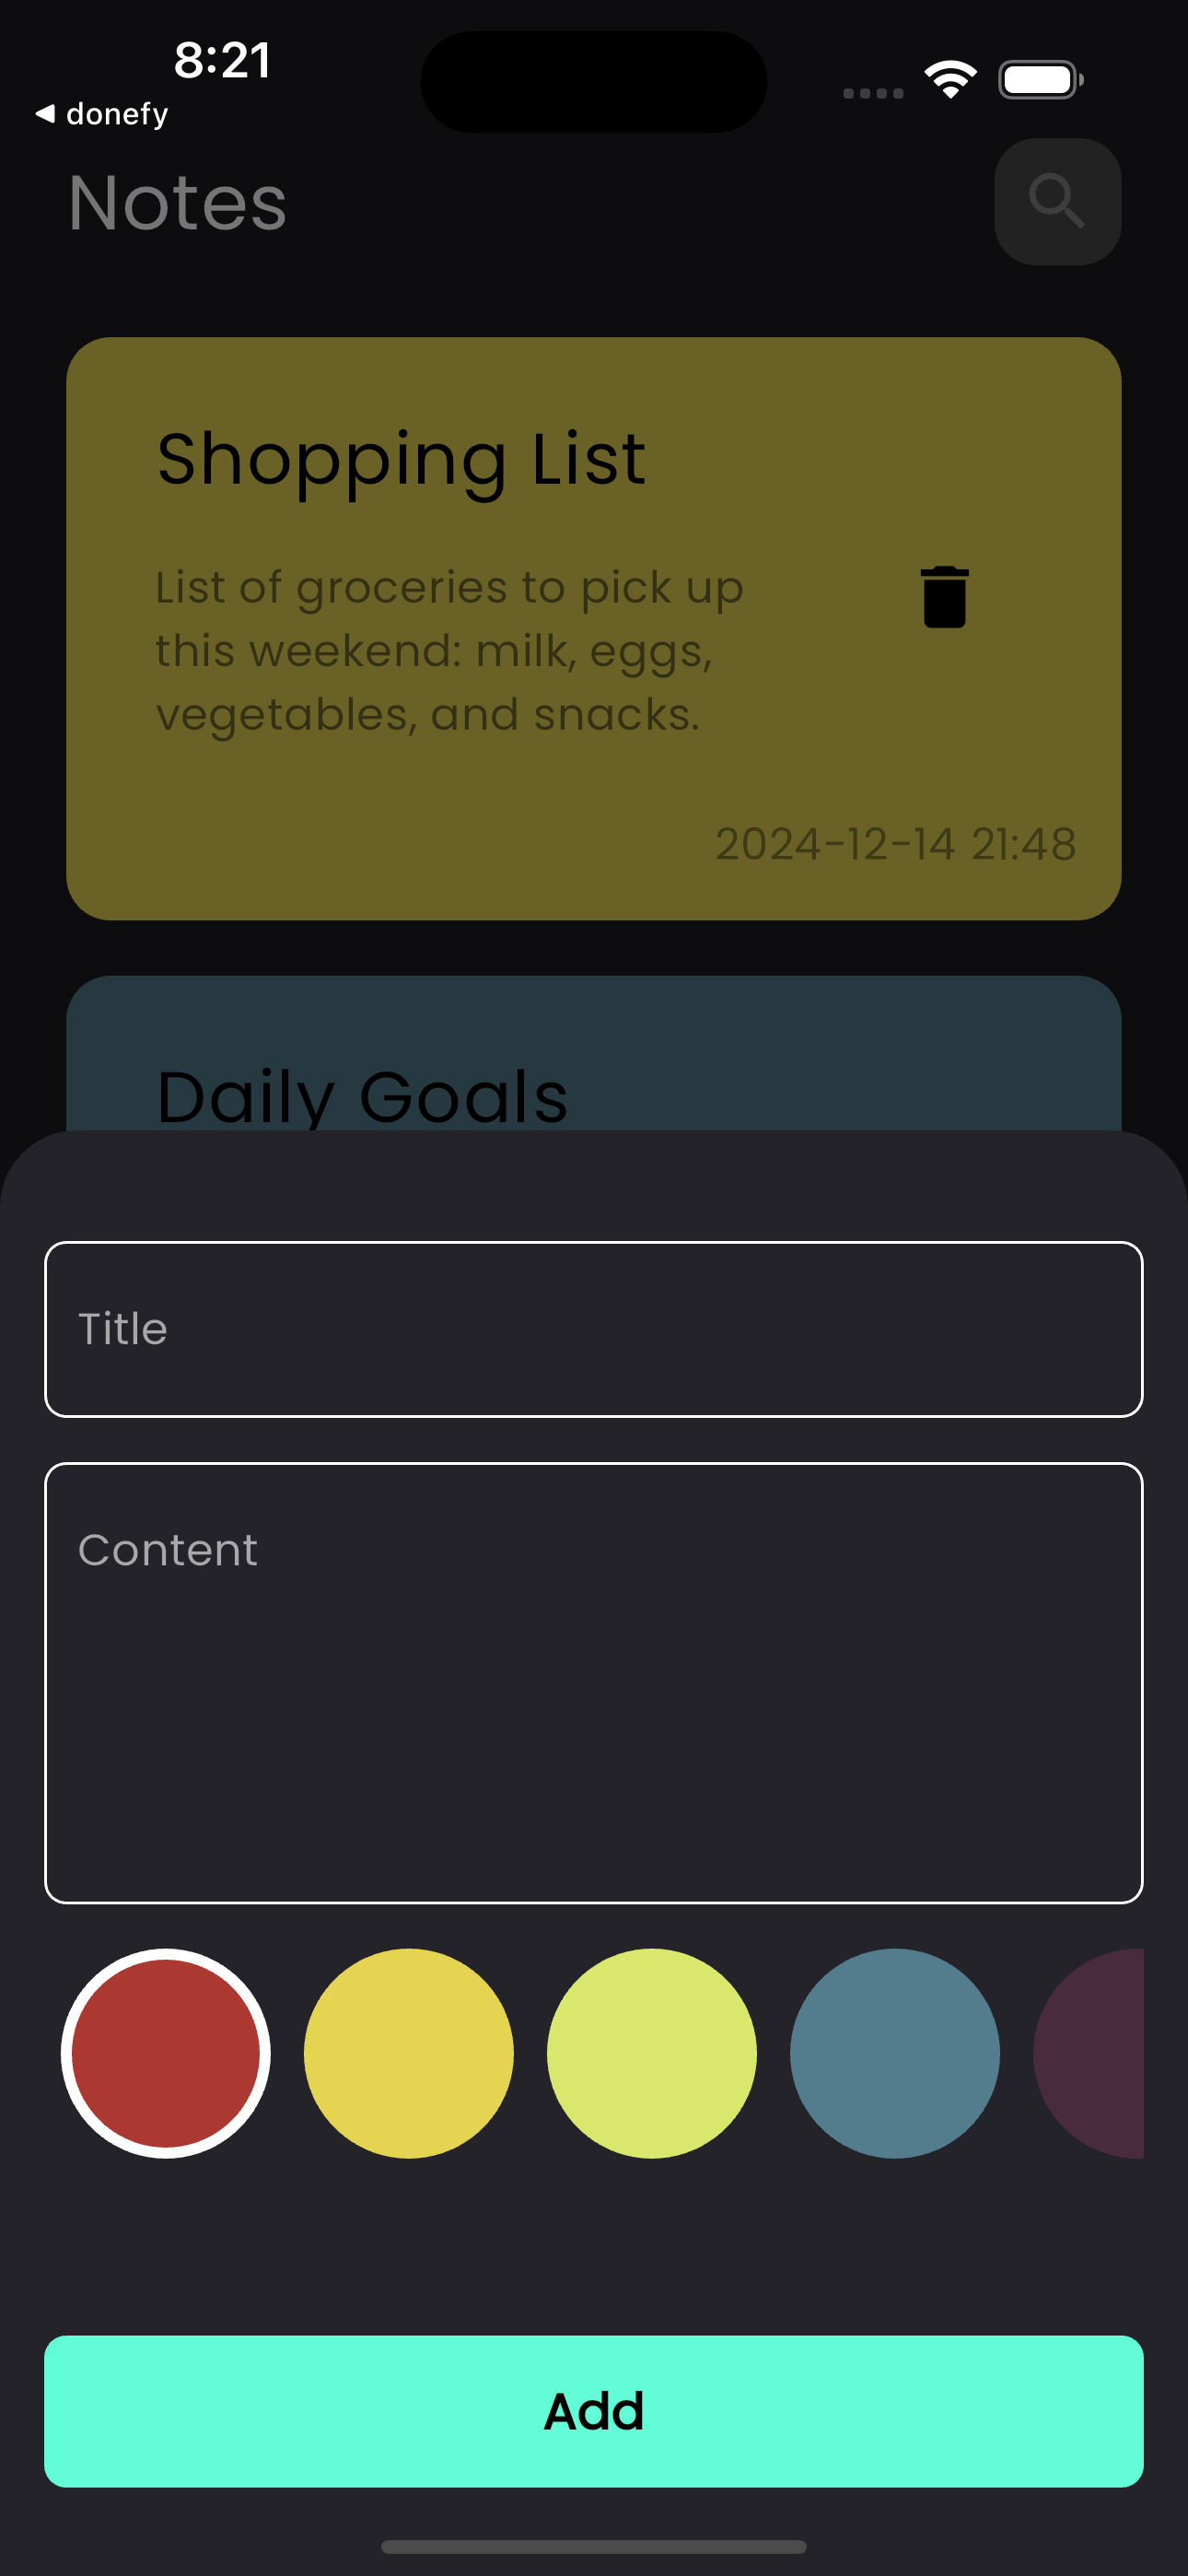 8:21
donefy
Notes
Shopping List
List of groceries to pick up
this weekend: milk, eggs,
vegetables, and snacks.
2024-12-14 21:48
Daily Goals
Title
Content
Add